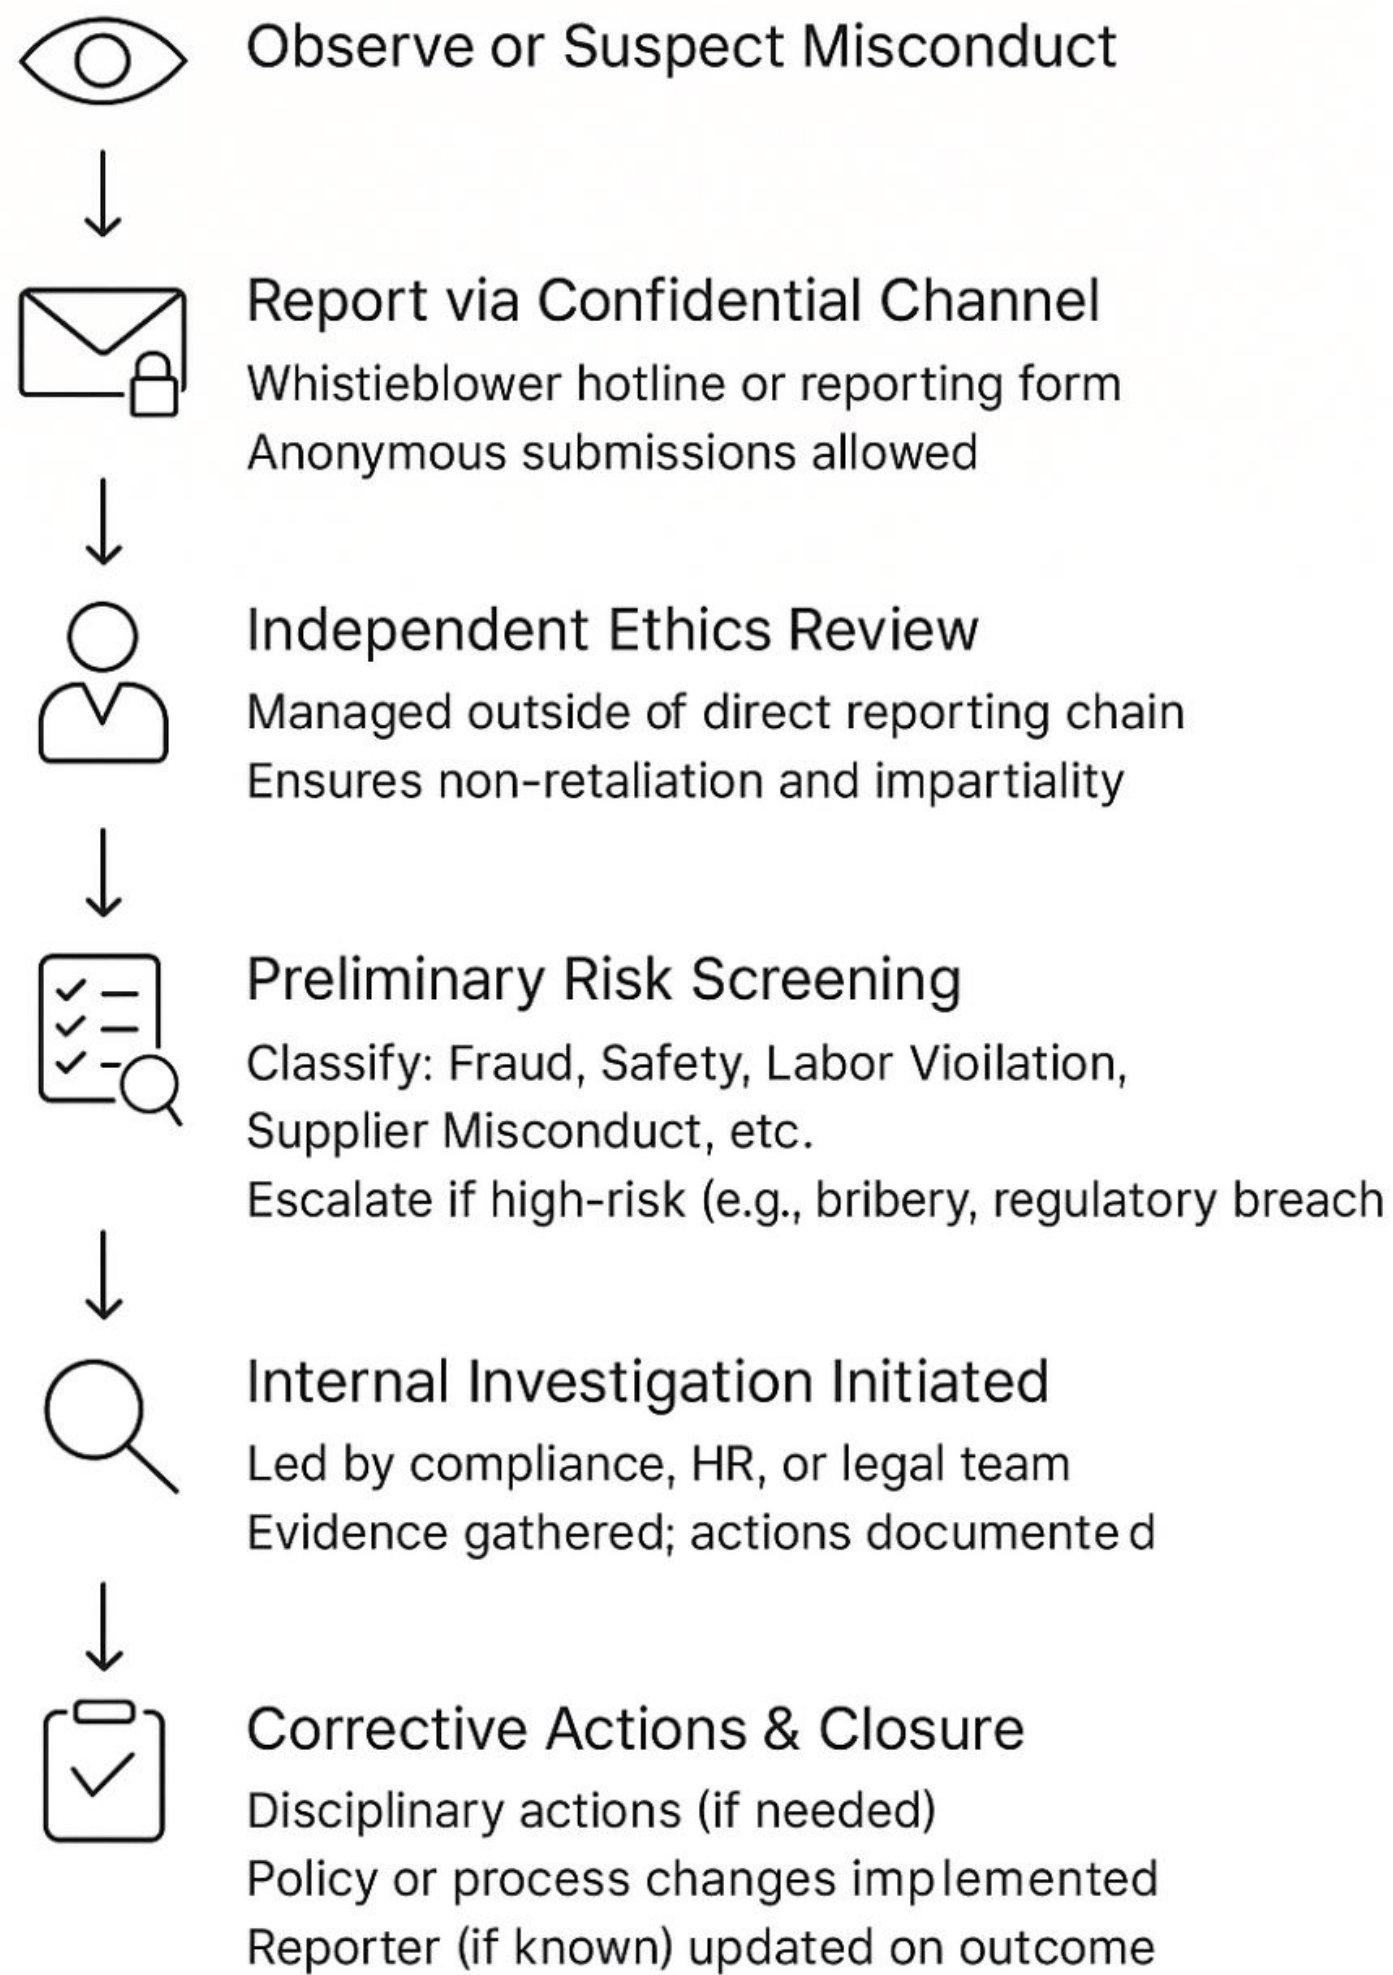 Observe or Suspect Misconduct
Report via Confidential Channel
Whistieblower hotline or reporting form
Anonymous submissions allowed
Independent Ethics Review
Managed outside of direct reporting chain
Ensures non-retaliation and impartiality
Preliminary Risk Screening
Classify: Fraud, Safety, Labor Vioilation,
Supplier Misconduct, etc.
Escalate if high-risk (e.g., bribery, regulatory breach
Internal Investigation Initiated
Led by compliance, HR, or legal team
Evidence gathered; actions documented
Corrective Actions & Closure
Disciplinary actions (if needed)
Policy or process changes implemented
Reporter (if known) updated on outcome